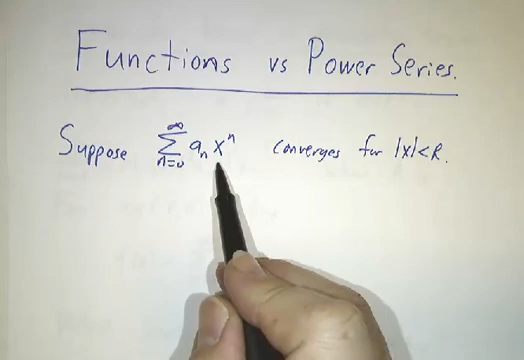 Functions vs Power Series.
Suppose ∑_{n=0}^{∞} a_n x^n converges for |x|<R.